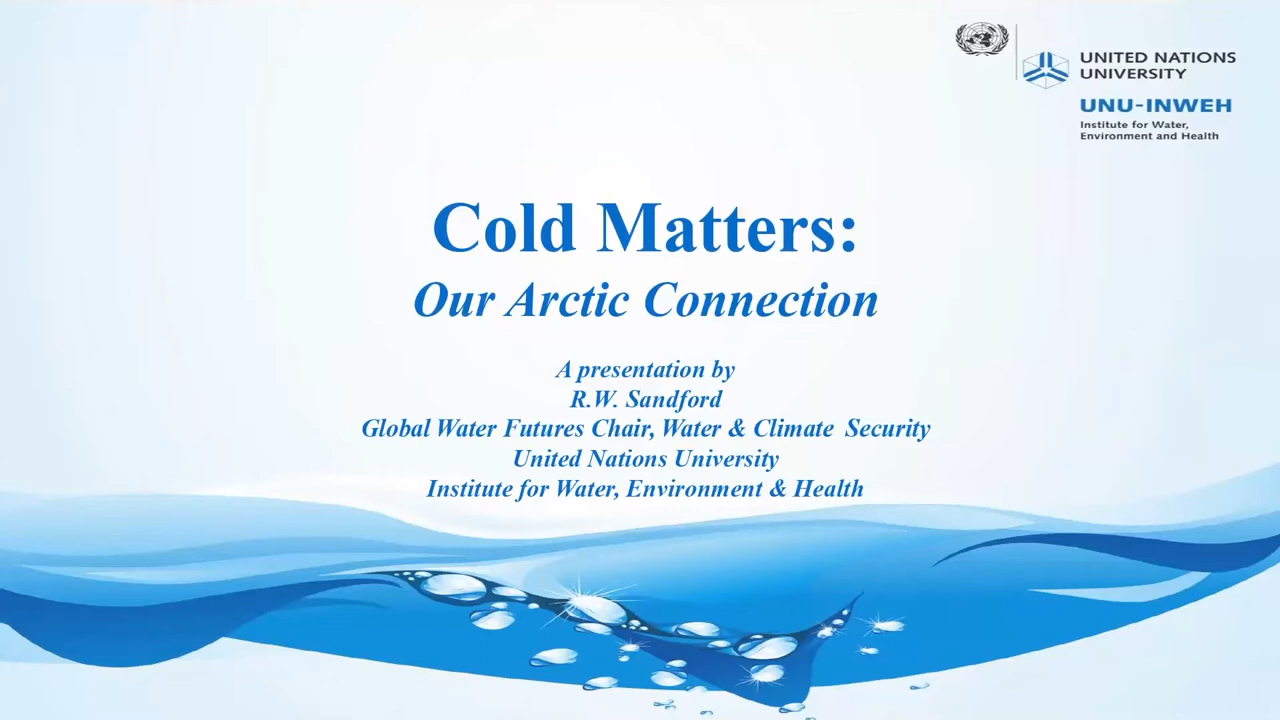 UNITED NATIONS
UNIVERSITY
UNU-INWEH
Institute for Water,
Environment and Health
Cold Matters:
Our Arctic Connection
A presentation by
R.W. Sandford
Global Water Futures Chair, Water & Climate Security
United Nations University
Institute for Water, Environment & Health